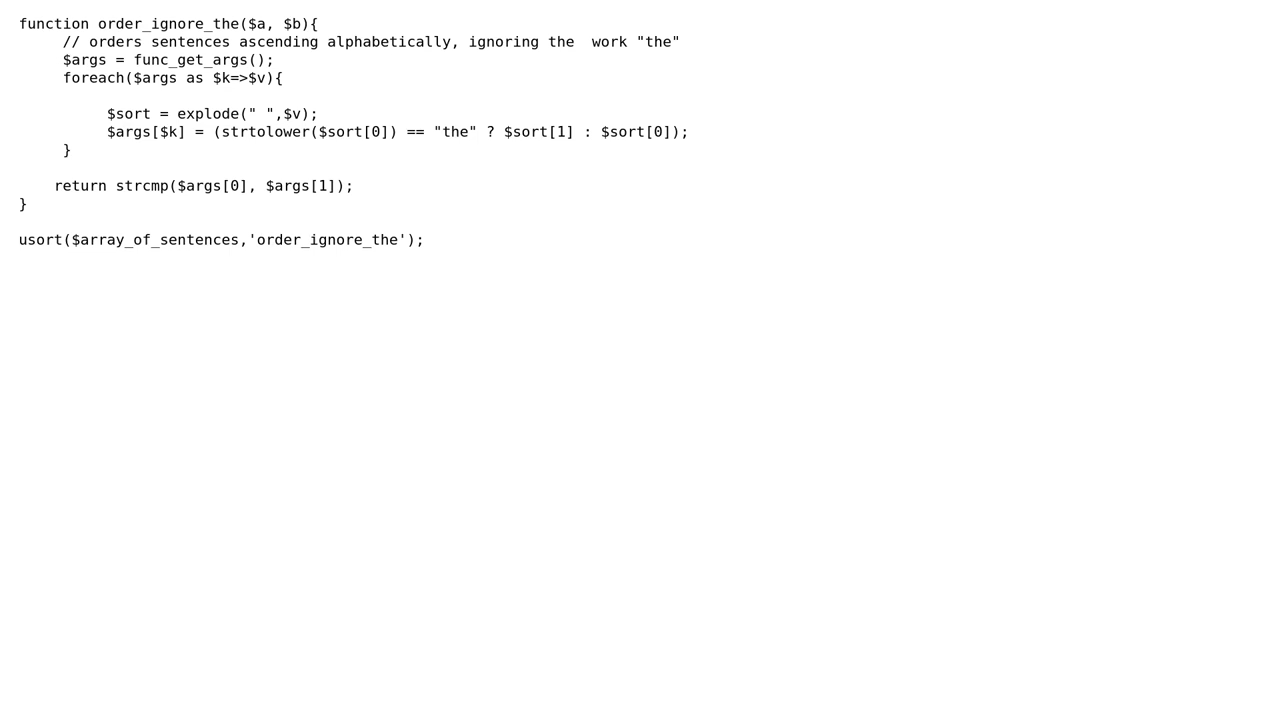 function order_ignore_the($a, $b){
     // orders sentences ascending alphabetically, ignoring the  work "the"
     $args = func_get_args();
     foreach($args as $k=>$v){

          $sort = explode(" ",$v);
          $args[$k] = (strtolower($sort[0]) == "the" ? $sort[1] : $sort[0]);
     }

    return strcmp($args[0], $args[1]);
}

usort($array_of_sentences,'order_ignore_the');